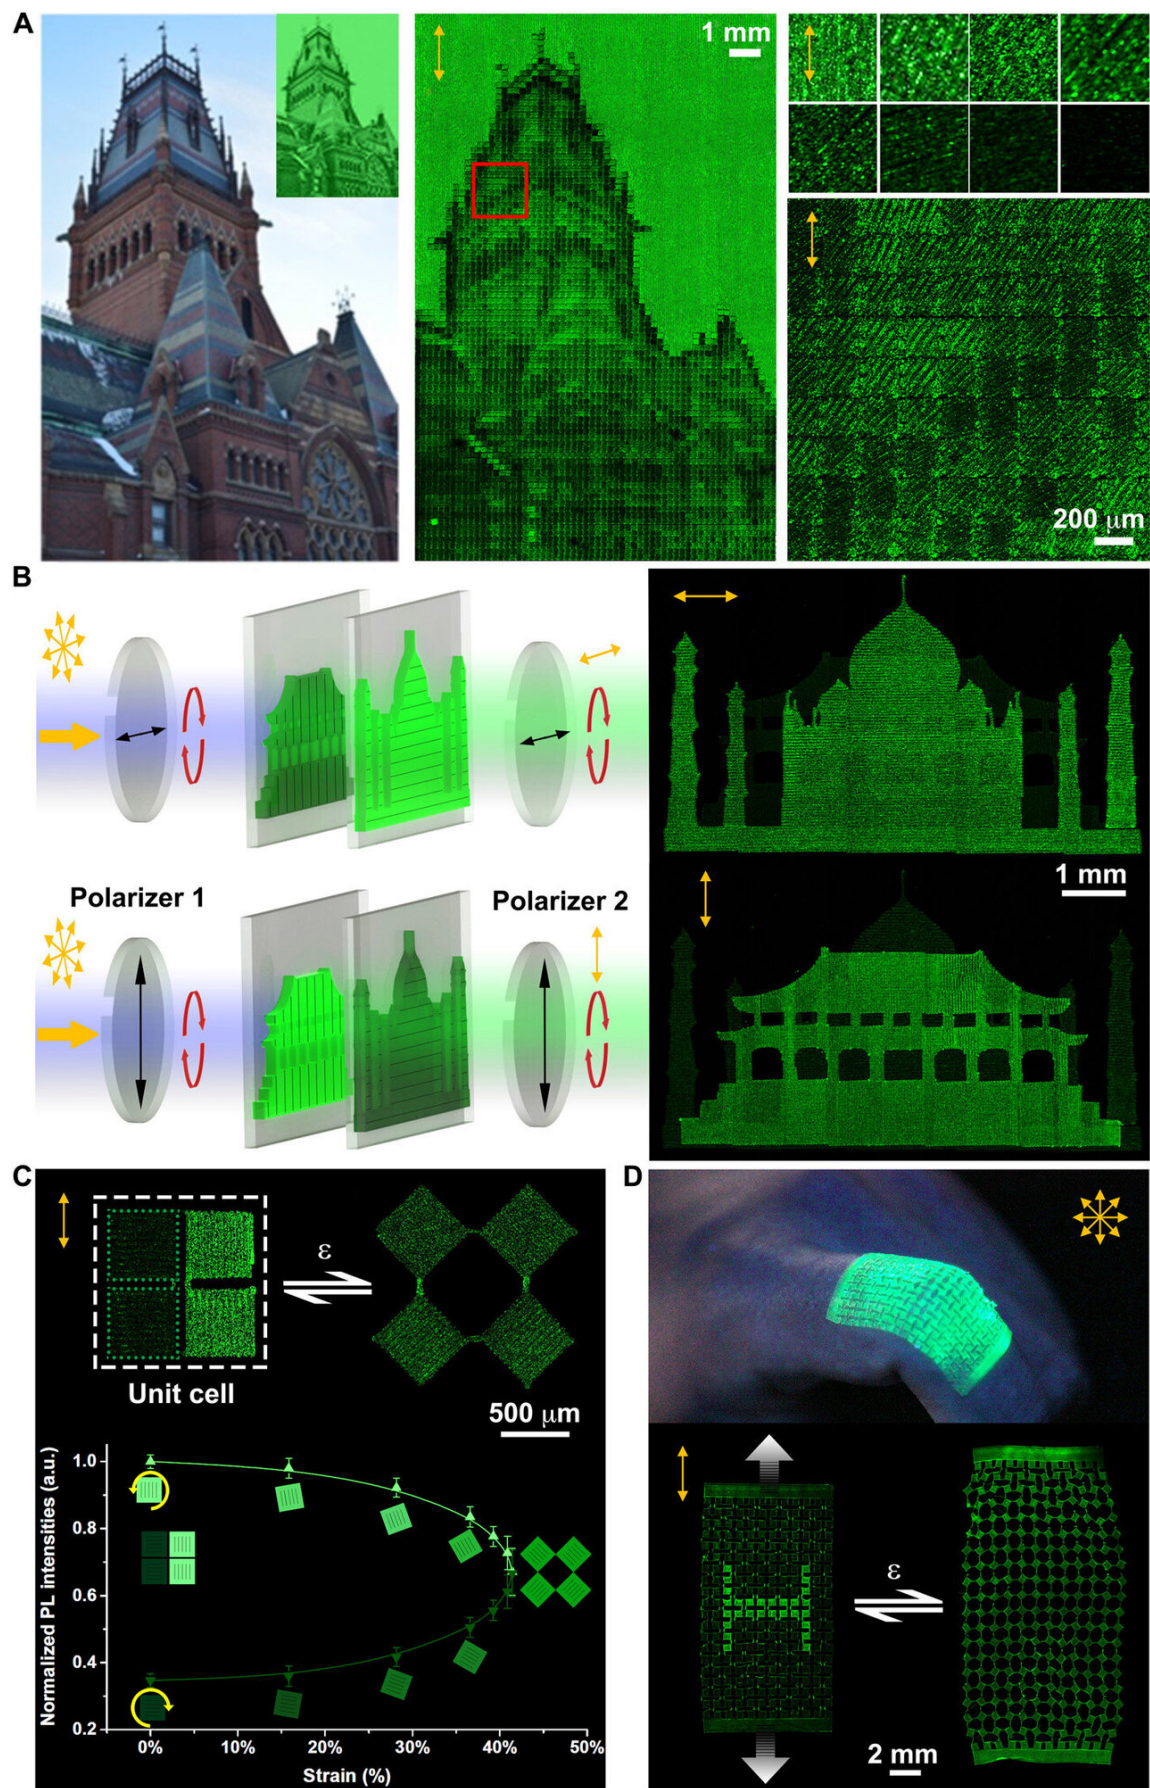 A
1 mm
200 μm
B
Polarizer 1
Polarizer 2
1 mm
C
ε
Unit cell
500 μm
Normalized PL intensities (a.u.)
1.0
0.8
0.6
0.4
0.2
0%
10%
20%
30%
40%
50%
Strain (%)
D
ε
2 mm